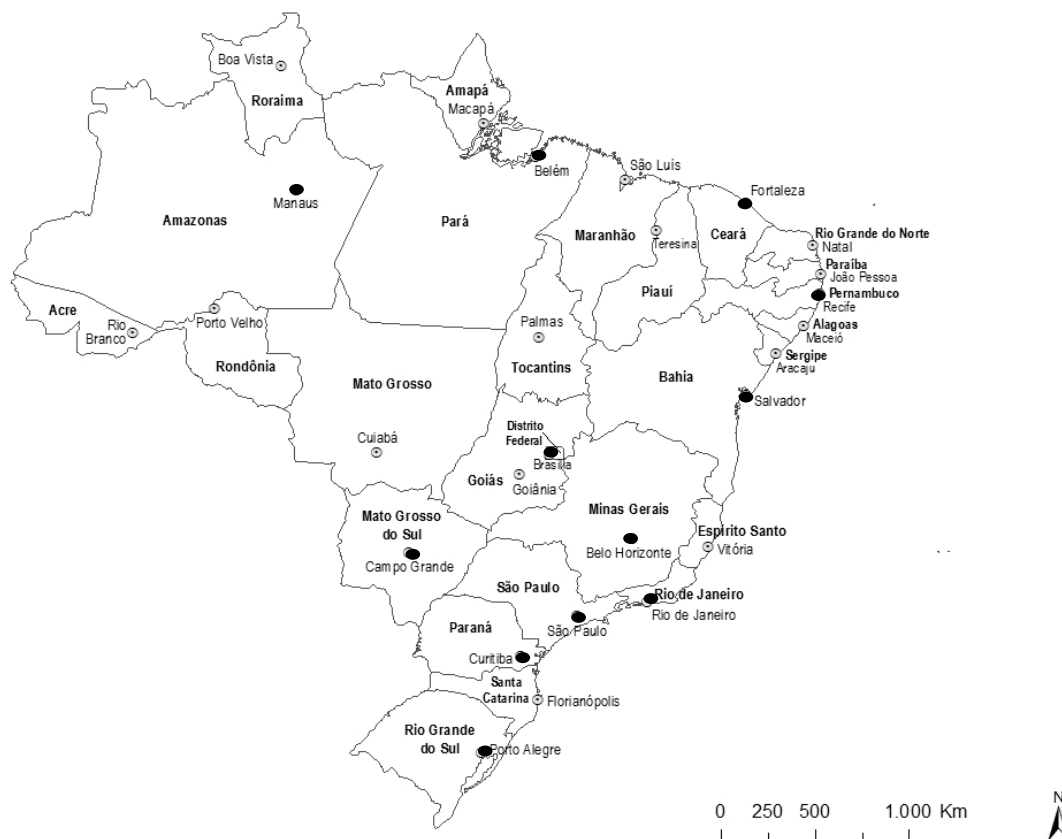 Boa Vista
Roraima
Amapá
Macapá
Belém
São Luís
Fortaleza
Manaus
Amazonas
Pará
Maranhão
Teresina
Ceará
Rio Grande do Norte
Natal
Paraíba
João Pessoa
Piauí
Pernambuco
Recife
Acre
Rio
Branco
Porto Velho
Palmas
Alagoas
Maceió
Rondônia
Mato Grosso
Tocantins
Bahia
Sergipe
Aracaju
Salvador
Distrito
Federal
Cuiabá
Brasília
Goiás
Goiânia
Minas Gerais
Mato Grosso
do Sul
Espírito Santo
Vitória
Belo Horizonte
Campo Grande
São Paulo
Rio de Janeiro
Rio de Janeiro
Paraná
São Paulo
Curitiba
Santa
Catarina
Florianópolis
Rio Grande
do Sul
Porto Alegre
0 250 500 1.000 Km
N